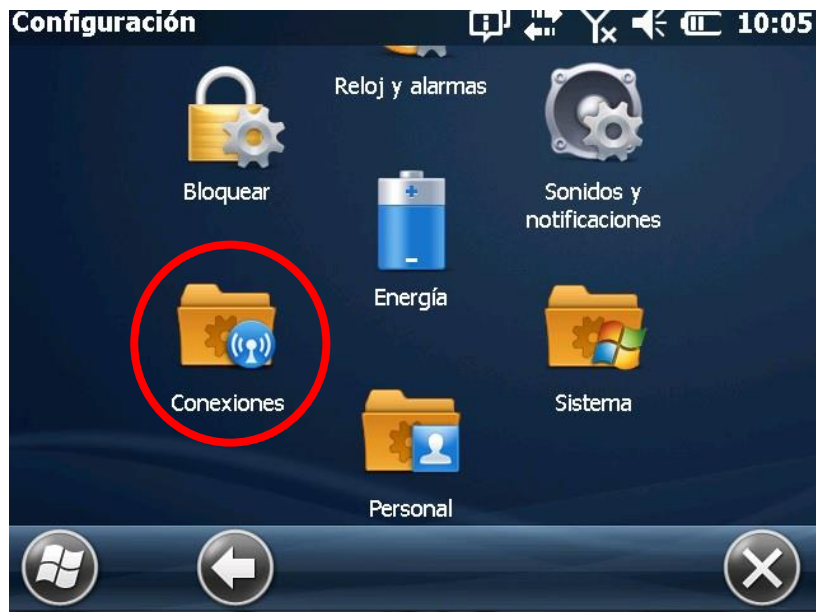 Configuración 10:05
Reloj y alarmas
Bloquear
Sonidos y
notificaciones
Energía
Conexiones
Sistema
Personal